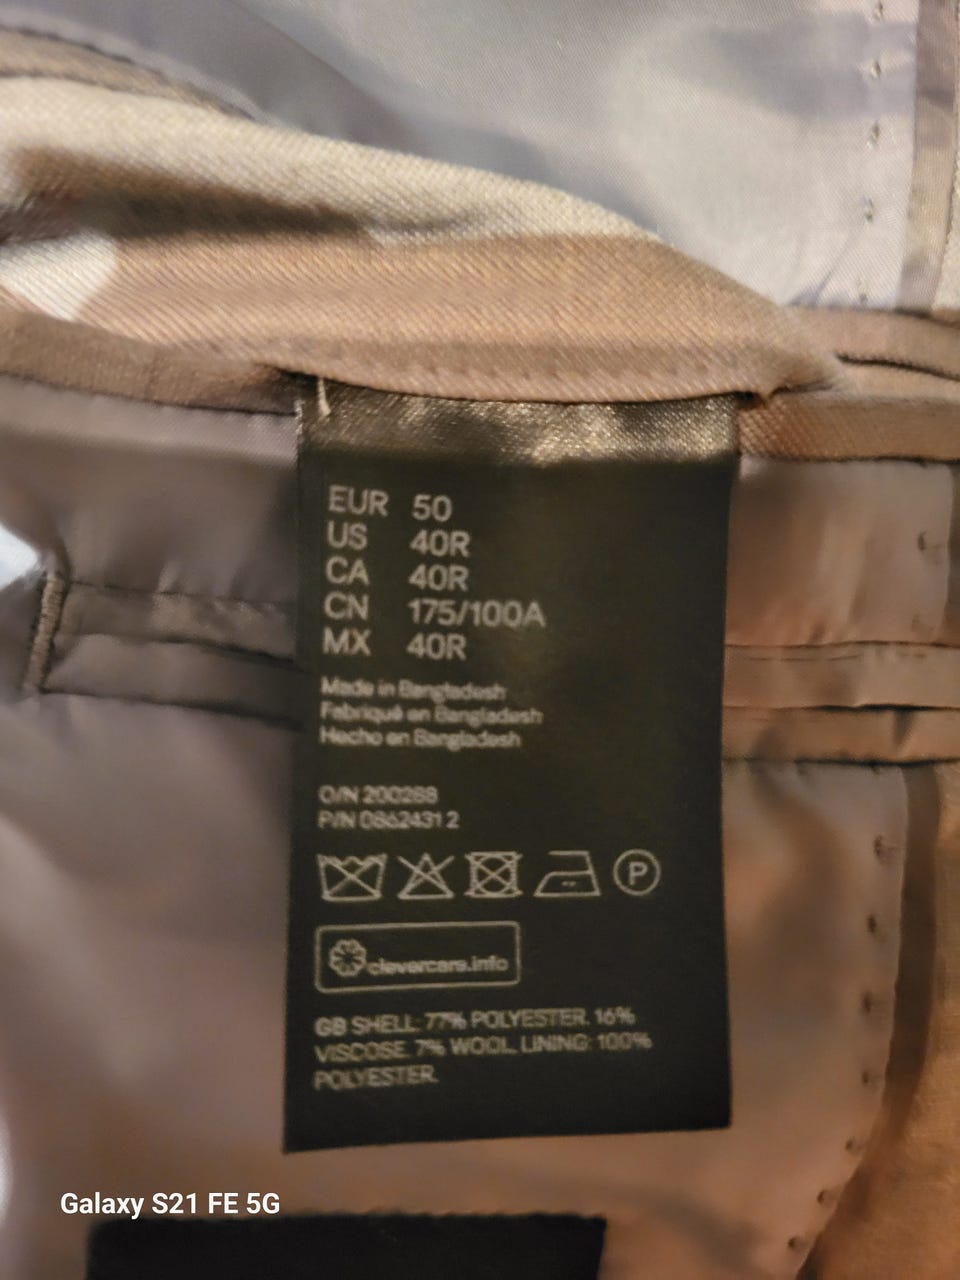 EUR 50
US 40R
CA 40R
CN 175/100A
MX 40R
Made in Bangladesh
Fabriqué en Bangladesh
Hecho en Bangladesh
O/N 200288
P/N 0862431 2
P
clevercare.info
GB SHELL: 77% POLYESTER. 16%
VISCOSE. 7% WOOL. LINING: 100%
POLYESTER.
Galaxy S21 FE 5G